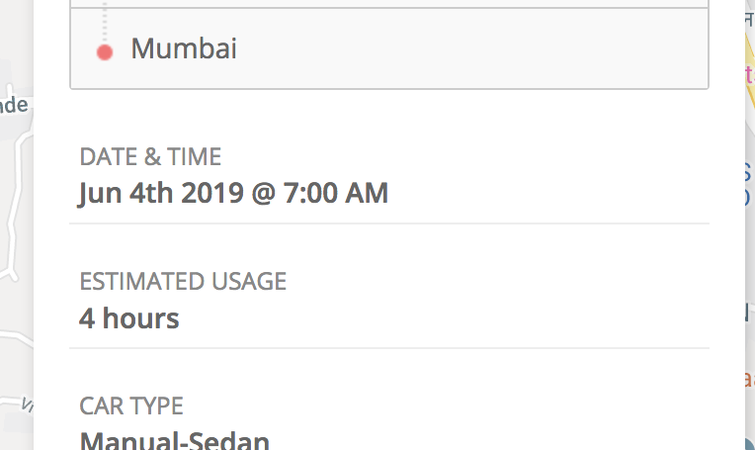 Mumbai
DATE & TIME
Jun 4th 2019 @ 7:00 AM
ESTIMATED USAGE
4 hours
CAR TYPE
Manual-Sedan